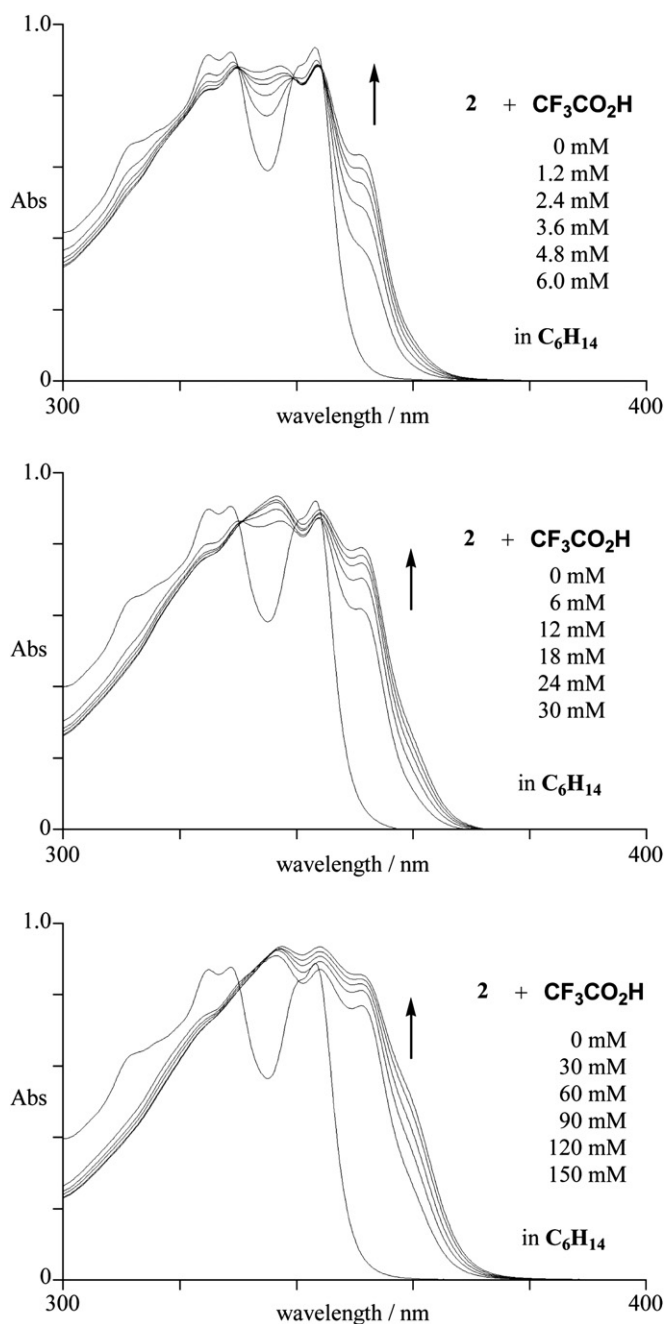 1.0
2 + CF₃CO₂H
0 mM
1.2 mM
2.4 mM
3.6 mM
4.8 mM
6.0 mM
Abs
in C₆H₁₄
0
300
400
wavelength / nm
1.0
2 + CF₃CO₂H
0 mM
6 mM
12 mM
18 mM
24 mM
30 mM
Abs
in C₆H₁₄
0
300
400
wavelength / nm
1.0
2 + CF₃CO₂H
0 mM
30 mM
60 mM
90 mM
120 mM
150 mM
Abs
in C₆H₁₄
0
300
400
wavelength / nm